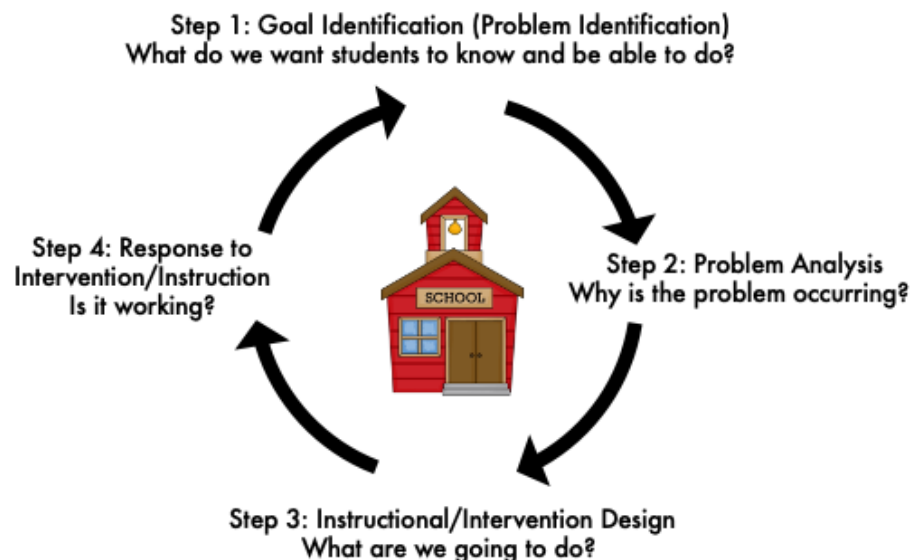 Step 1: Goal Identification (Problem Identification)
What do we want students to know and be able to do?
Step 4: Response to
Intervention/Instruction
Is it working?
SCHOOL
Step 2: Problem Analysis
Why is the problem occurring?
Step 3: Instructional/Intervention Design
What are we going to do?